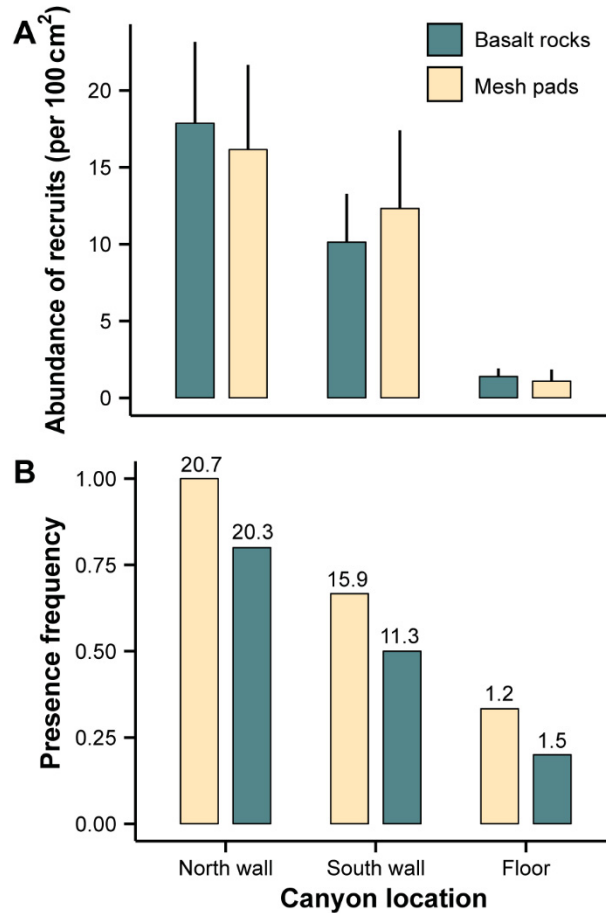 A
Abundance of recruits (per 100 cm²)
20
15
10
5
0
Basalt rocks
Mesh pads
B
Presence frequency
1.00
0.75
0.50
0.25
0.00
20.7
20.3
15.9
11.3
1.2
1.5
North wall South wall Floor
Canyon location